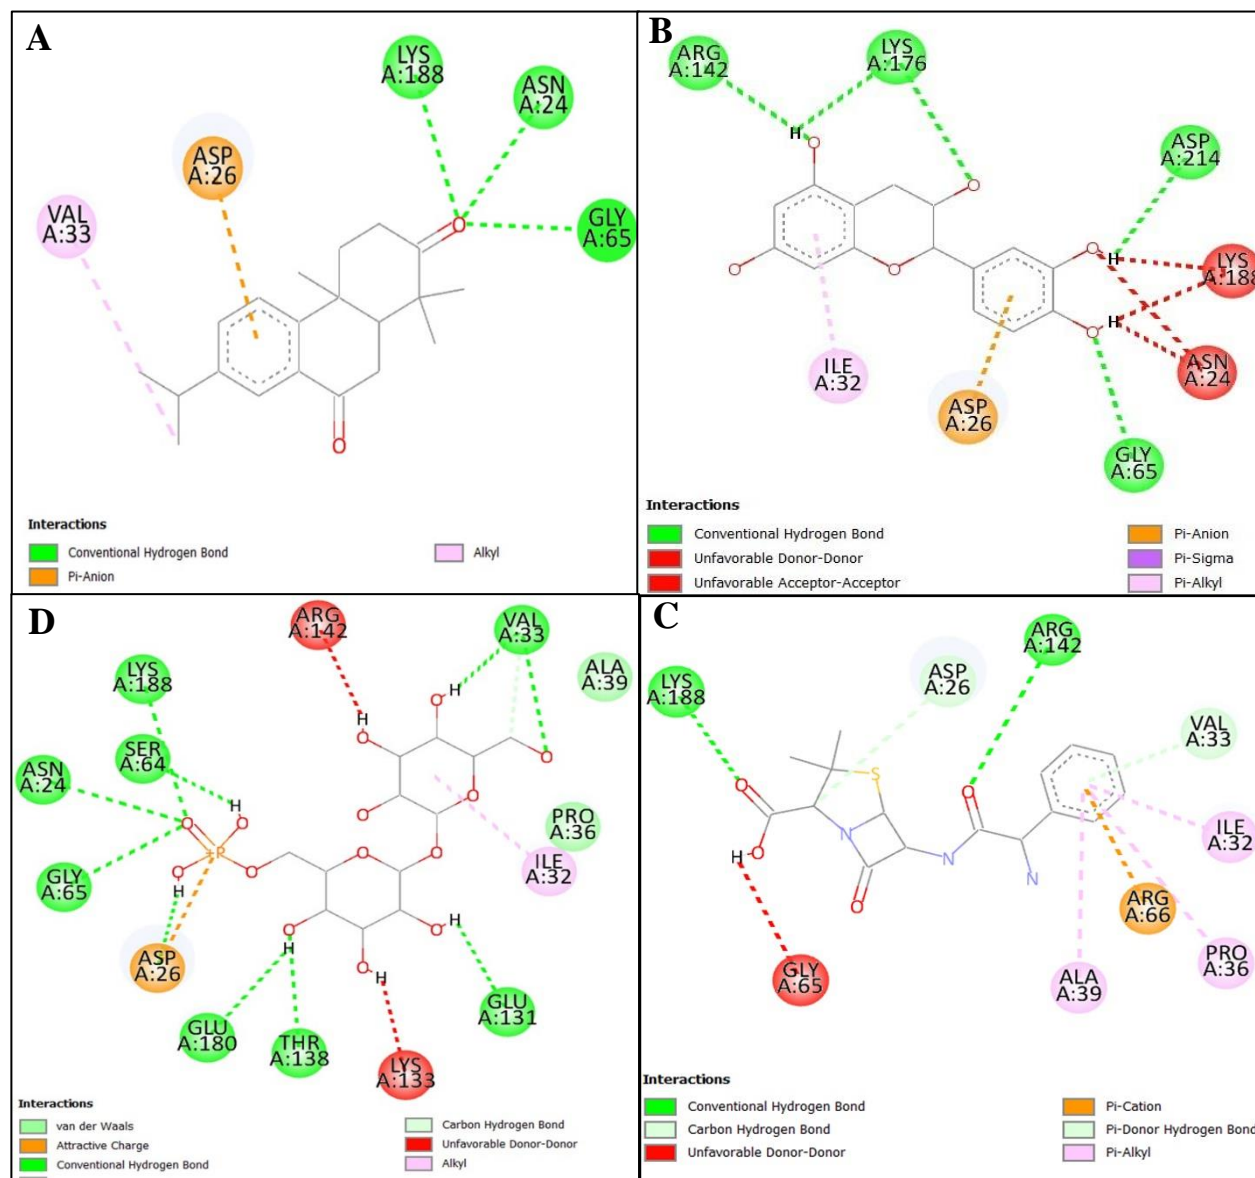 A
LYS
A:188
ASN
A:24
ASP
A:26
VAL
A:33
GLY
A:65
O
O
Interactions
Conventional Hydrogen Bond
Pi-Anion
Alkyl
B
ARG
A:142
LYS
A:176
ASP
A:214
H
O
O
O
H
LYS
A:188
O
O
H
O
ILE
A:32
ASP
A:26
ASN
A:24
GLY
A:65
Interactions
Conventional Hydrogen Bond
Unfavorable Donor-Donor
Unfavorable Acceptor-Acceptor
Pi-Anion
Pi-Sigma
Pi-Alkyl
D
ARG
A:142
VAL
A:33
LYS
A:188
ALA
A:39
H
O
H
O
SER
A:64
O
ASN
A:24
H
O
O
O
O
PRO
A:36
+P
O
O
O
ILE
A:32
GLY
A:65
O
H
H
O
O
H
ASP
A:26
O
H
GLU
A:180
THR
A:138
LYS
A:133
GLU
A:131
Interactions
van der Waals
Attractive Charge
Conventional Hydrogen Bond
Carbon Hydrogen Bond
Unfavorable Donor-Donor
Alkyl
C
ARG
A:142
LYS
A:188
ASP
A:26
VAL
A:33
S
O
O
N
H
O
N
N
O
ILE
A:32
ARG
A:66
GLY
A:65
ALA
A:39
PRO
A:36
Interactions
Conventional Hydrogen Bond
Carbon Hydrogen Bond
Unfavorable Donor-Donor
Pi-Cation
Pi-Donor Hydrogen Bond
Pi-Alkyl